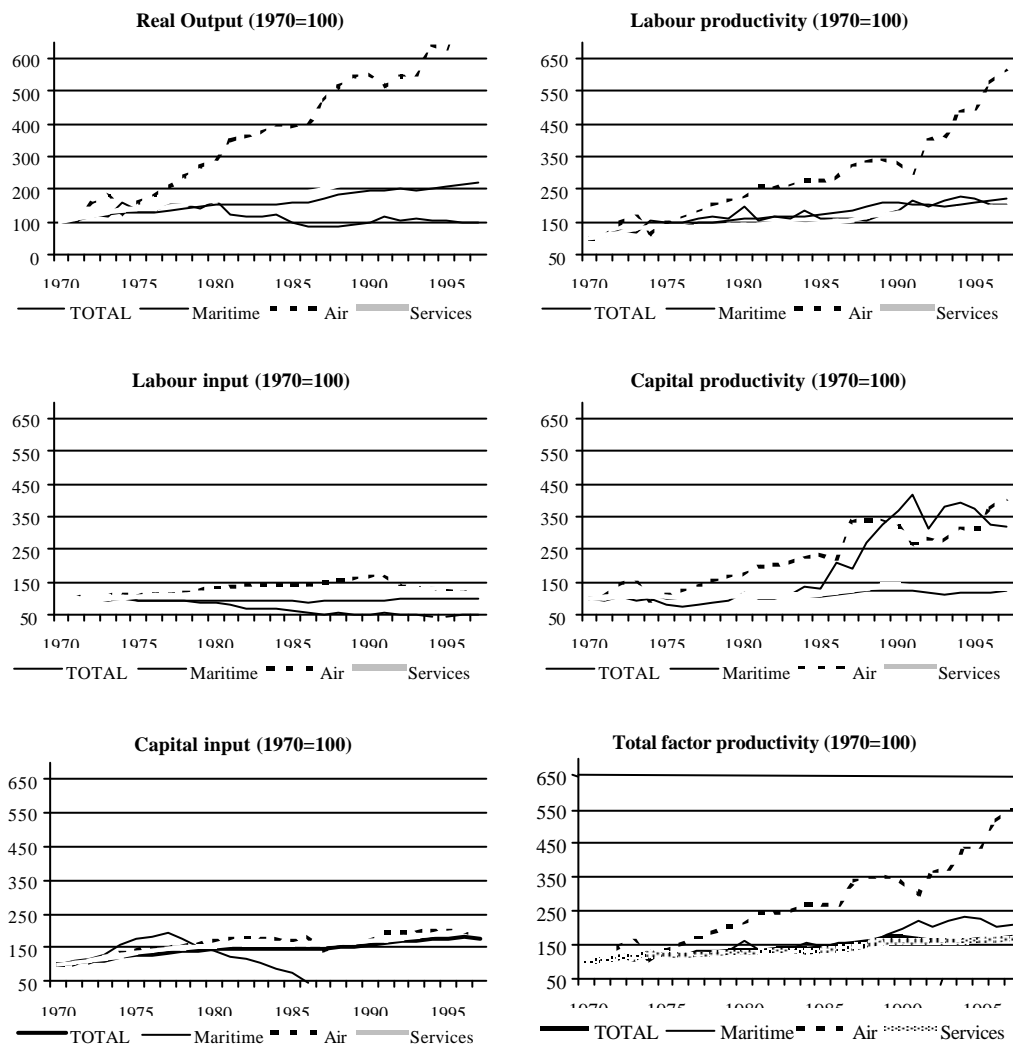 Real Output (1970=100)
600
500
400
300
200
100
0
1970 1975 1980 1985 1990 1995
TOTAL Maritime Air Services
Labour productivity (1970=100)
650
550
450
350
250
150
50
1970 1975 1980 1985 1990 1995
TOTAL Maritime Air Services
Labour input (1970=100)
650
550
450
350
250
150
50
1970 1975 1980 1985 1990 1995
TOTAL Maritime Air Services
Capital productivity (1970=100)
650
550
450
350
250
150
50
1970 1975 1980 1985 1990 1995
TOTAL Maritime Air Services
Capital input (1970=100)
650
550
450
350
250
150
50
1970 1975 1980 1985 1990 1995
TOTAL Maritime Air Services
Total factor productivity (1970=100)
650
550
450
350
250
150
50
1970 1975 1980 1985 1990 1995
TOTAL Maritime Air Services